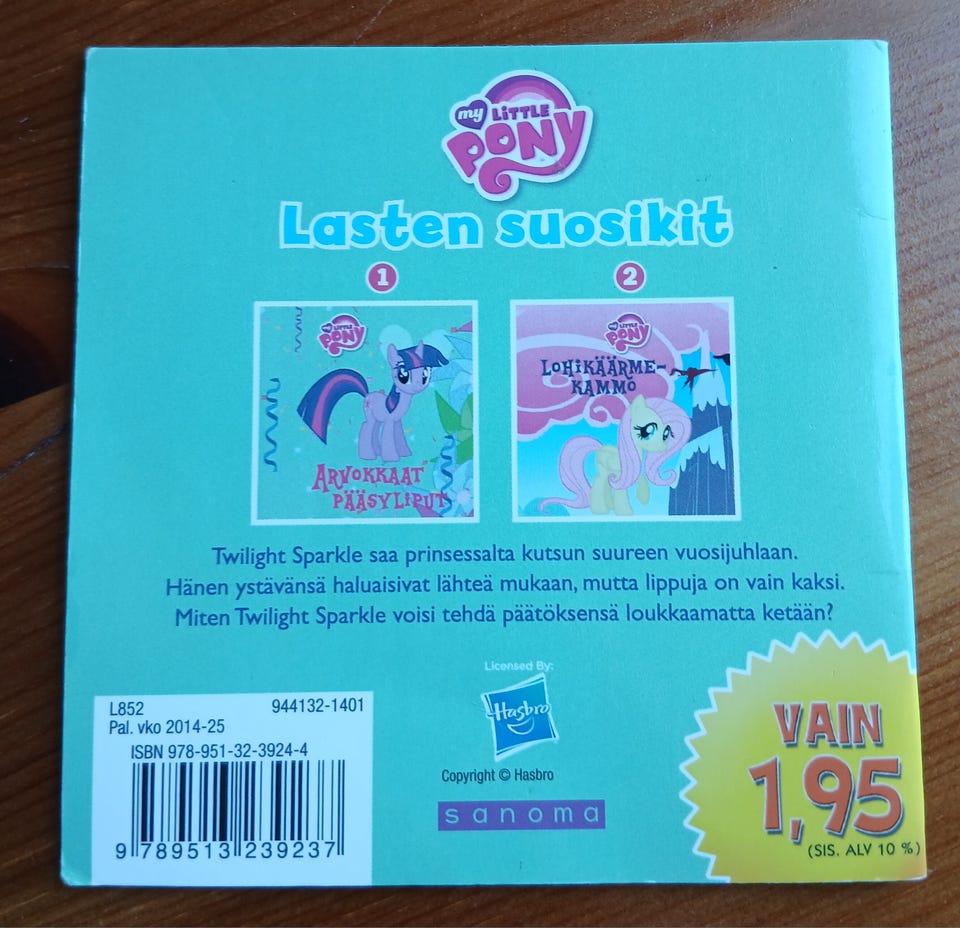 my LiTTLE
PONY
Lasten suosikit
1
2
MY LiTTLE
PONY
ARVOKKAAT
PÄÄSYLIPUT
MY LiTTLE
PONY
LOHIKÄÄRME-
KAMMO
Twilight Sparkle saa prinsessalta kutsun suureen vuosijuhlaan.
Hänen ystävänsä haluaisivat lähteä mukaan, mutta lippuja on vain kaksi.
Miten Twilight Sparkle voisi tehdä päätöksensä loukkaamatta ketään?
Licensed By:
Hasbro
Copyright © Hasbro
sanoma
L852 944132-1401
Pal. vko 2014-25
ISBN 978-951-32-3924-4
9 789513 239237
VAIN
1,95
(SIS. ALV 10 %)